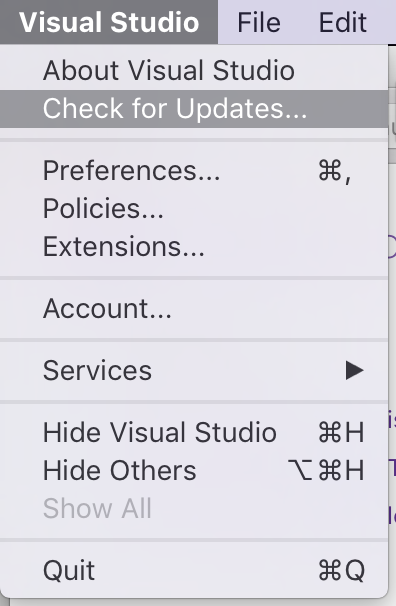 Visual Studio File Edit
About Visual Studio
Check for Updates...
Preferences... ⌘,
Policies...
Extensions...
Account...
Services ▶
Hide Visual Studio ⌘H
Hide Others ⌥⌘H
Show All
Quit ⌘Q